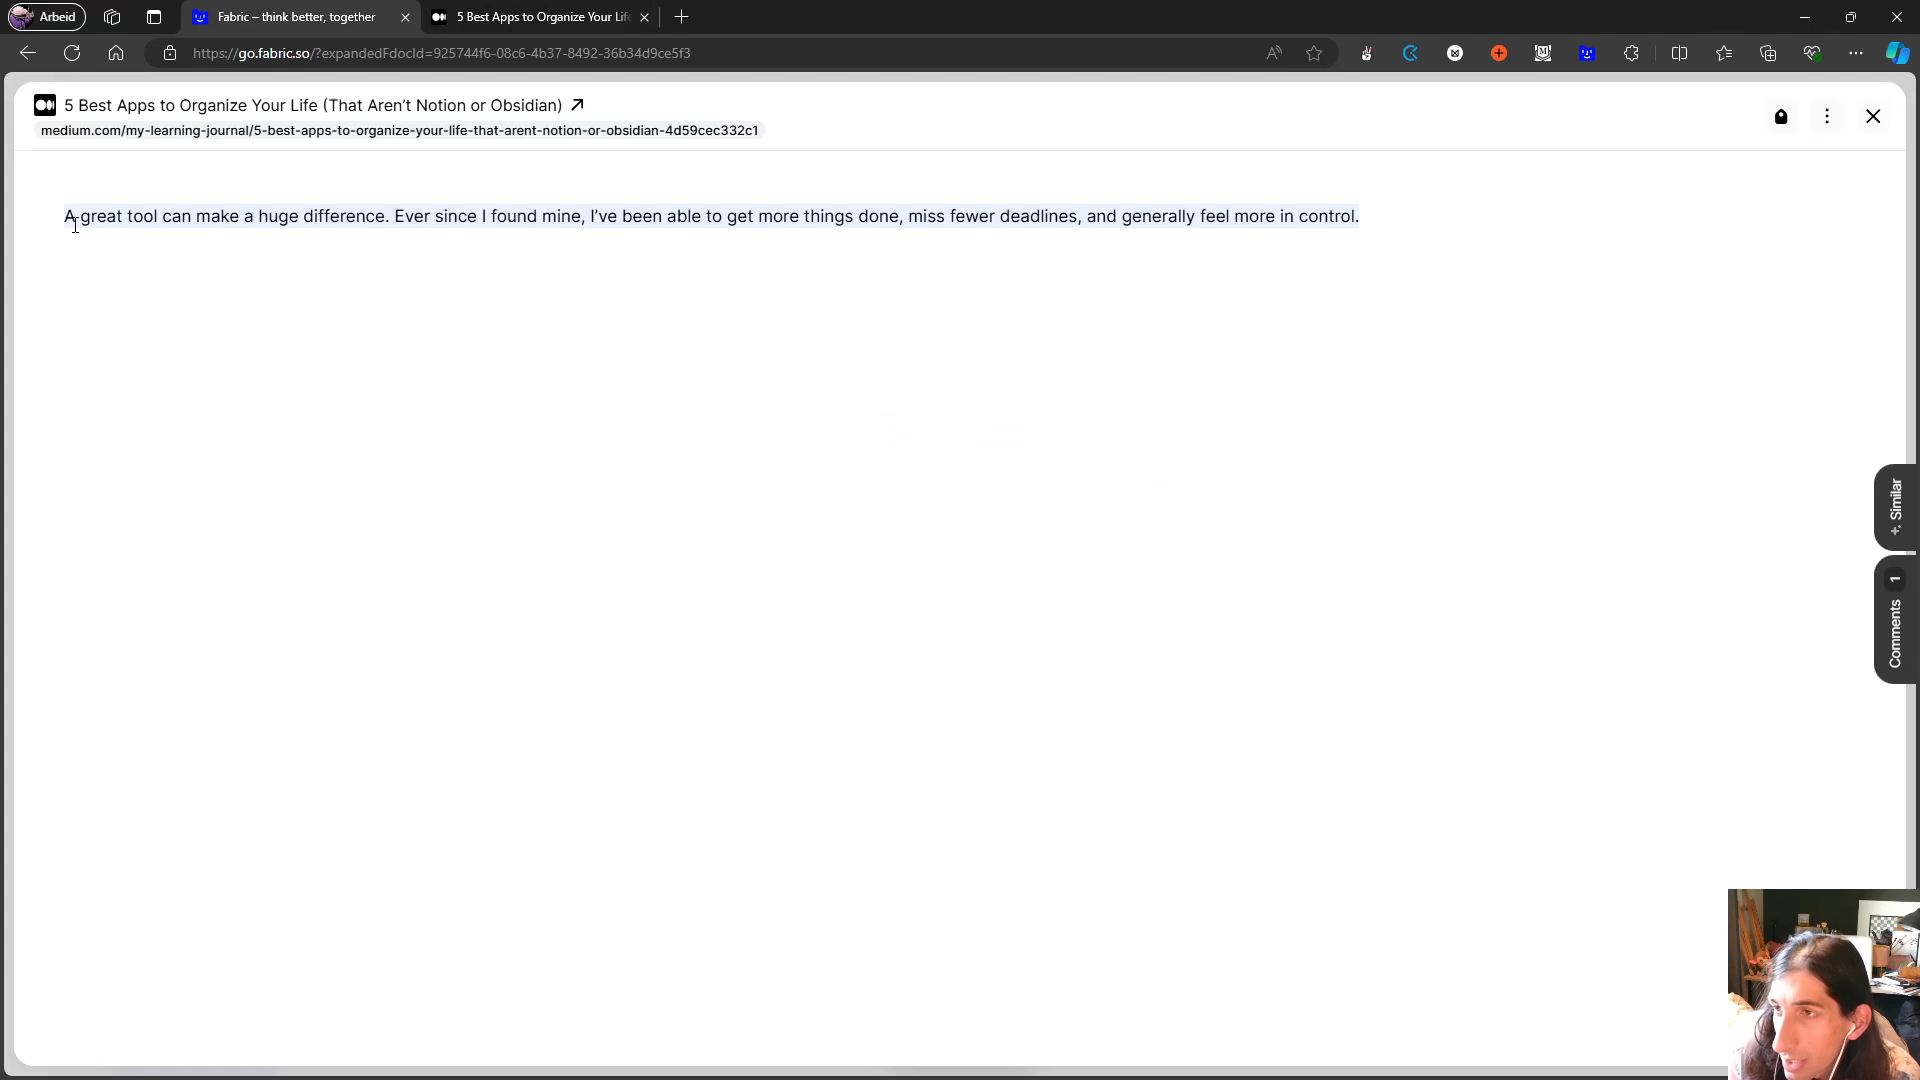 Arbeid
Fabric – think better, together
5 Best Apps to Organize Your Life
https://go.fabric.so/?expandedFdocId=925744f6-08c6-4b37-8492-36b34d9ce5f3
5 Best Apps to Organize Your Life (That Aren’t Notion or Obsidian)
medium.com/my-learning-journal/5-best-apps-to-organize-your-life-that-arent-notion-or-obsidian-4d59cec332c1
A great tool can make a huge difference. Ever since I found mine, I’ve been able to get more things done, miss fewer deadlines, and generally feel more in control.
Similar
Comments 1